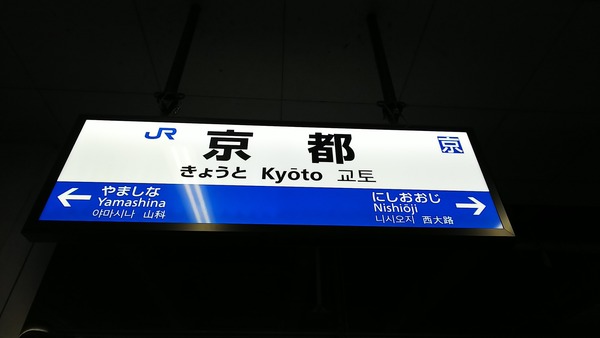 JR 京都 京
きょうと Kyōto 교토
← やましな
Yamashina
야마시나 山科
にしおおじ →
Nishiōji
니시오지 西大路